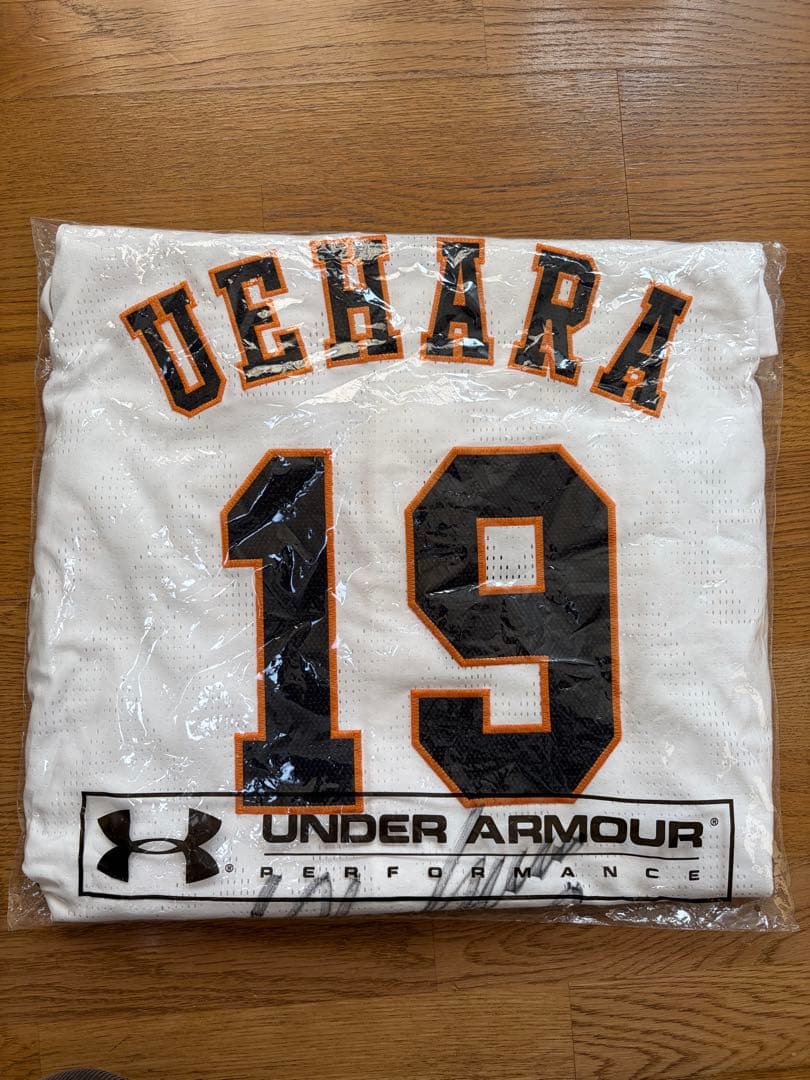 UEHARA
19
UNDER ARMOUR®
PERFORMANCE